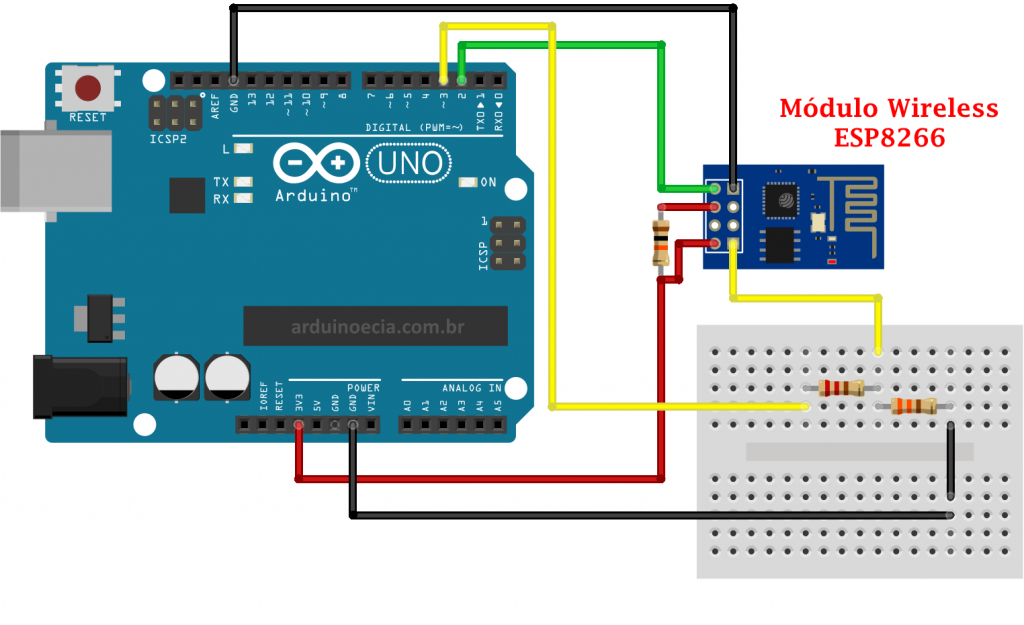 Módulo Wireless
ESP8266
RESET
ICSP2
AREF
GND
13
12
~11
~10
~9
8
7
~6
~5
4
~3
2
TX0 ▶ 1
RX0 ◀ 0
DIGITAL (PWM=~)
L
TX
RX
UNO
Arduino™
ON
1
ICSP
arduinoecia.com.br
POWER
ANALOG IN
IOREF
RESET
3V3
5V
GND
GND
VIN
A0
A1
A2
A3
A4
A5